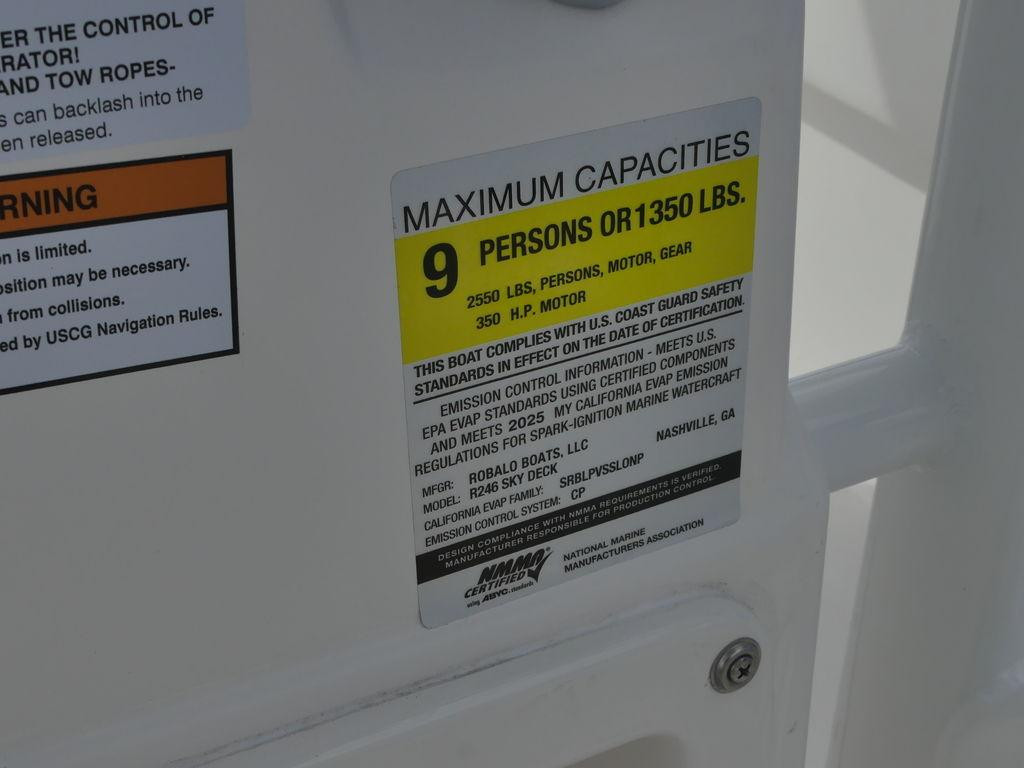 ER THE CONTROL OF
RATOR!
AND TOW ROPES-
s can backlash into the
en released.
RNING
n is limited.
osition may be necessary.
from collisions.
ed by USCG Navigation Rules.
MAXIMUM CAPACITIES
9 PERSONS OR 1350 LBS.
2550 LBS, PERSONS, MOTOR, GEAR
350 H.P. MOTOR
THIS BOAT COMPLIES WITH U.S. COAST GUARD SAFETY
STANDARDS IN EFFECT ON THE DATE OF CERTIFICATION.
EMISSION CONTROL INFORMATION - MEETS U.S.
EPA EVAP STANDARDS USING CERTIFIED COMPONENTS
AND MEETS 2025 MY CALIFORNIA EVAP EMISSION
REGULATIONS FOR SPARK-IGNITION MARINE WATERCRAFT
MFGR: ROBALO BOATS, LLC NASHVILLE, GA
MODEL: R246 SKY DECK
CALIFORNIA EVAP FAMILY: SRBLPVSSLONP
EMISSION CONTROL SYSTEM: CP
DESIGN COMPLIANCE WITH NMMA REQUIREMENTS IS VERIFIED.
MANUFACTURER RESPONSIBLE FOR PRODUCTION CONTROL.
NMMA
CERTIFIED
using ABYC standards
NATIONAL MARINE
MANUFACTURERS ASSOCIATION